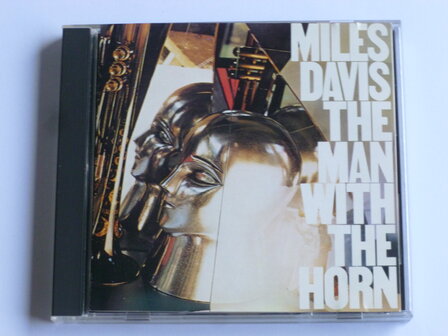 MILES
DAVIS
THE
MAN
WITH
THE
HORN